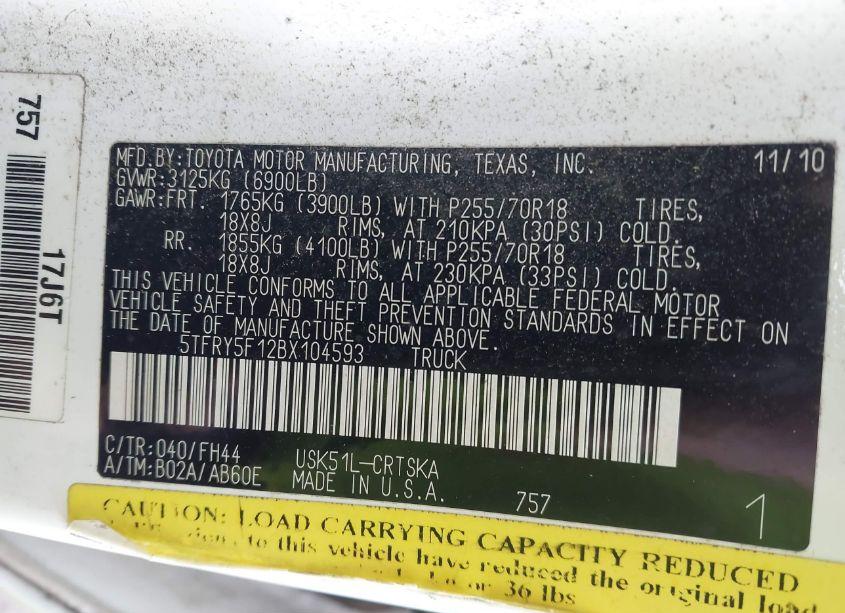 757
17J6T
MFD.BY:TOYOTA MOTOR MANUFACTURING, TEXAS, INC. 11/10
GVWR:3125KG (6900LB)
GAWR:FRT. 1765KG (3900LB) WITH P255/70R18 TIRES,
18X8J RIMS, AT 210KPA (30PSI) COLD.
RR. 1855KG (4100LB) WITH P255/70R18 TIRES,
18X8J RIMS, AT 230KPA (33PSI) COLD.
THIS VEHICLE CONFORMS TO ALL APPLICABLE FEDERAL MOTOR
VEHICLE SAFETY AND THEFT PREVENTION STANDARDS IN EFFECT ON
THE DATE OF MANUFACTURE SHOWN ABOVE.
5TFRY5F12BX104593 TRUCK
C/TR:040/FH44 USK51L-CRTSKA
A/TM:B02A/AB60E MADE IN U.S.A. 757 1
CAUTION: LOAD CARRYING CAPACITY REDUCED
to this vehicle have reduced the original load
or 36 lbs